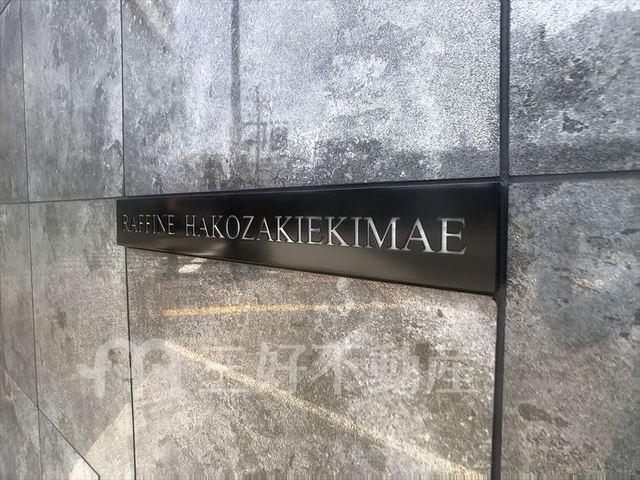 RAFFINE HAKOZAKIEKIMAE
三好不動産